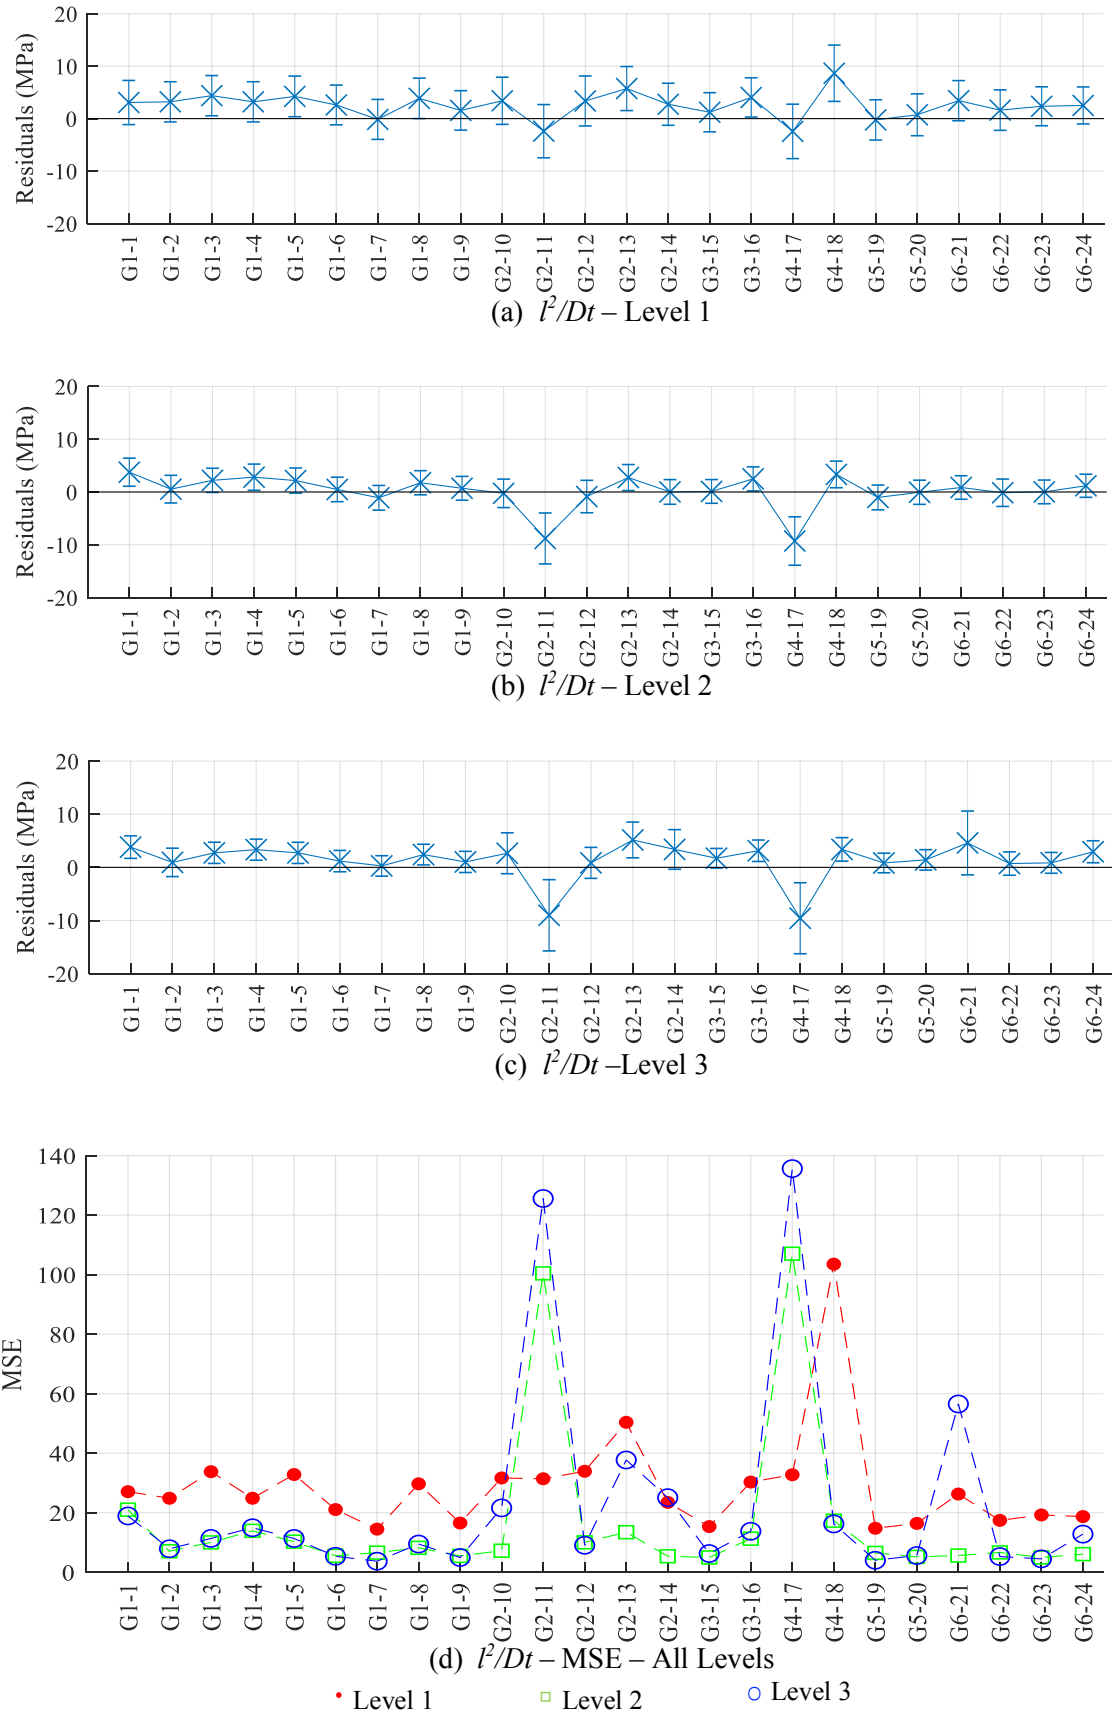 Residuals (MPa)
20
10
0
-10
-20
G1-1 G1-2 G1-3 G1-4 G1-5 G1-6 G1-7 G1-8 G1-9 G2-10 G2-11 G2-12 G2-13 G2-14 G3-15 G3-16 G4-17 G4-18 G5-19 G5-20 G6-21 G6-22 G6-23 G6-24
(a) l²/Dt – Level 1
Residuals (MPa)
20
10
0
-10
-20
G1-1 G1-2 G1-3 G1-4 G1-5 G1-6 G1-7 G1-8 G1-9 G2-10 G2-11 G2-12 G2-13 G2-14 G3-15 G3-16 G4-17 G4-18 G5-19 G5-20 G6-21 G6-22 G6-23 G6-24
(b) l²/Dt – Level 2
Residuals (MPa)
20
10
0
-10
-20
G1-1 G1-2 G1-3 G1-4 G1-5 G1-6 G1-7 G1-8 G1-9 G2-10 G2-11 G2-12 G2-13 G2-14 G3-15 G3-16 G4-17 G4-18 G5-19 G5-20 G6-21 G6-22 G6-23 G6-24
(c) l²/Dt –Level 3
MSE
140
120
100
80
60
40
20
0
G1-1 G1-2 G1-3 G1-4 G1-5 G1-6 G1-7 G1-8 G1-9 G2-10 G2-11 G2-12 G2-13 G2-14 G3-15 G3-16 G4-17 G4-18 G5-19 G5-20 G6-21 G6-22 G6-23 G6-24
(d) l²/Dt – MSE – All Levels
Level 1 Level 2 Level 3